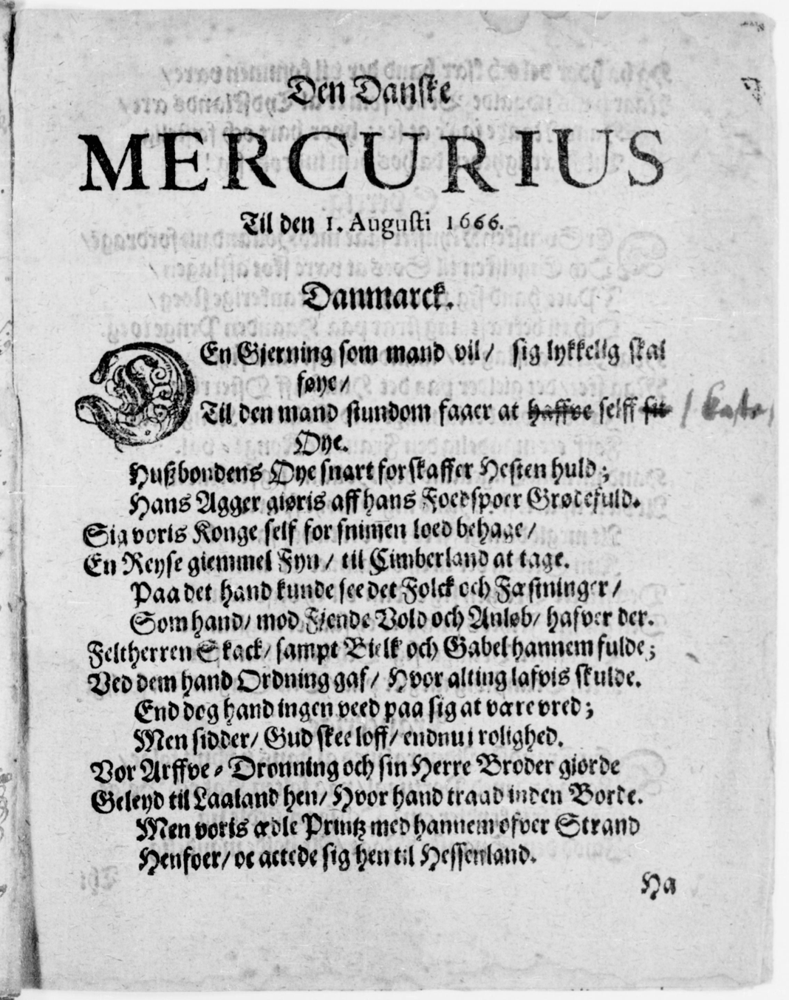 Den Danske
MERCURIUS
Til den 1. Augusti 1666.
Danmarck.
DEn Gierning som mand vil / sig lykkelig skal
føye /
Til den mand stundom faaer at haffve selff sit / kaste /
Oye.
Hußbondens Oye snart forskaffer Hesten huld ;
Hans Agger giøris aff hans Foedspoer Grødefuld.
Sig voris Konge self for snimen loed behage /
En Reyse giemmel Fyn / til Cimberland at tage.
Paa det hand kunde see det Folck och Fæstninger /
Som hand / mod Fiende Vold och Anløb / hafver der.
Feltherren Skack / sampt Bielk och Gabel hannem fulde ;
Ved dem hand Ordning gaf / Hvor alting lafvis skulde.
End dog hand ingen veed paa sig at være vred ;
Men sidder / Gud skee loff / endnu i rolighed.
Vor Arffve = Dronning och sin Herre Broder giorde
Geleyd til Laaland hen / Hvor hand traad inden Borde.
Men voris ædle Printz med hannem ofver Strand
Henfoer / oc actede sig hen til Hessenland.
Ha